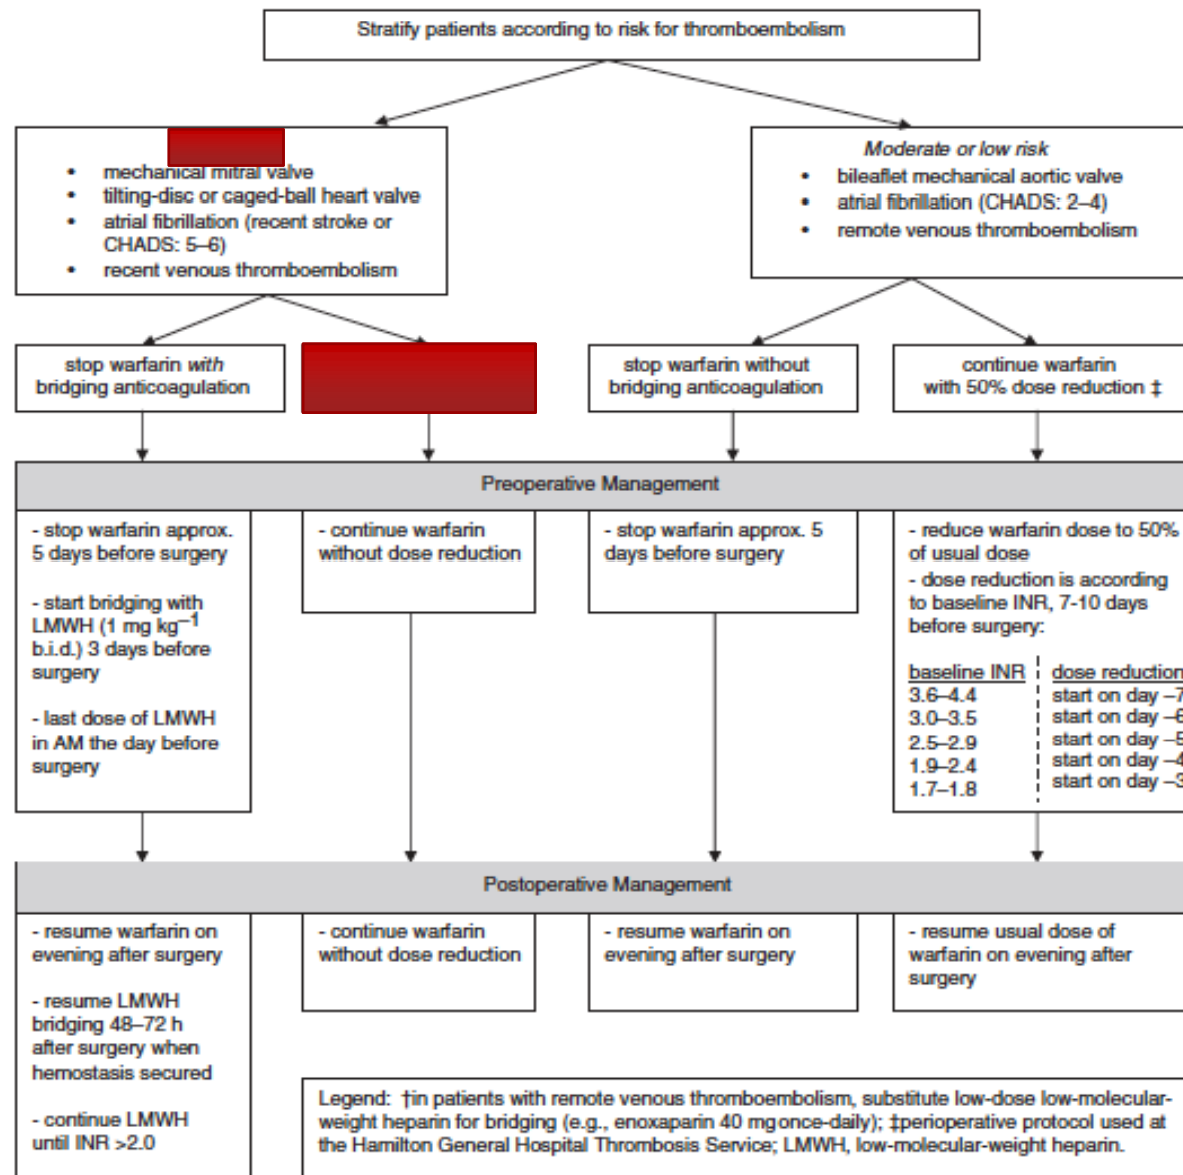 Stratify patients according to risk for thromboembolism
• mechanical mitral valve
• tilting-disc or caged-ball heart valve
• atrial fibrillation (recent stroke or
CHADS: 5–6)
• recent venous thromboembolism
Moderate or low risk
• bileaflet mechanical aortic valve
• atrial fibrillation (CHADS: 2–4)
• remote venous thromboembolism
stop warfarin with
bridging anticoagulation
stop warfarin without
bridging anticoagulation
continue warfarin
with 50% dose reduction ‡
Preoperative Management
- stop warfarin approx.
5 days before surgery
- start bridging with
LMWH (1 mg kg⁻¹
b.i.d.) 3 days before
surgery
- last dose of LMWH
in AM the day before
surgery
- continue warfarin
without dose reduction
- stop warfarin approx. 5
days before surgery
- reduce warfarin dose to 50%
of usual dose
- dose reduction is according
to baseline INR, 7-10 days
before surgery:
baseline INR dose reduction
3.6–4.4 start on day –7
3.0–3.5 start on day –6
2.5–2.9 start on day –5
1.9–2.4 start on day –4
1.7–1.8 start on day –3
Postoperative Management
- resume warfarin on
evening after surgery
- resume LMWH
bridging 48–72 h
after surgery when
hemostasis secured
- continue LMWH
until INR >2.0
- continue warfarin
without dose reduction
- resume warfarin on
evening after surgery
- resume usual dose of
warfarin on evening after
surgery
Legend: †in patients with remote venous thromboembolism, substitute low-dose low-molecular-
weight heparin for bridging (e.g., enoxaparin 40 mg once-daily); ‡perioperative protocol used at
the Hamilton General Hospital Thrombosis Service; LMWH, low-molecular-weight heparin.